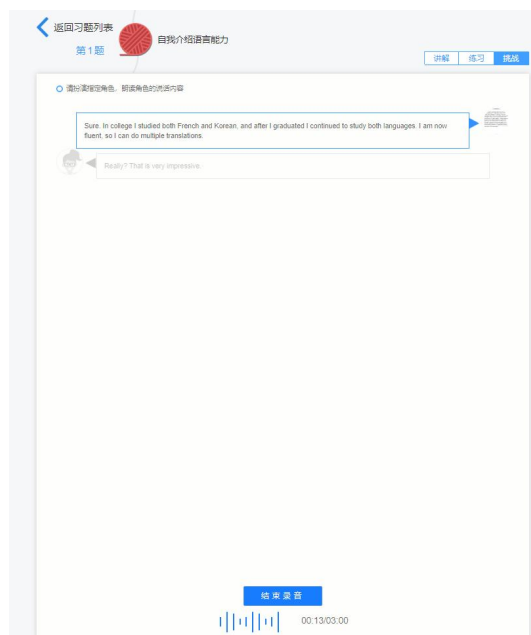 返回习题列表
第1题
自我介绍语言能力
讲解 练习 挑战
请扮演指定角色，朗读角色的说话内容
Sure. In college I studied both French and Korean, and after I graduated I continued to study both languages. I am now
fluent, so I can do multiple translations.
Really? That is very impressive.
结束录音
00:13/03:00